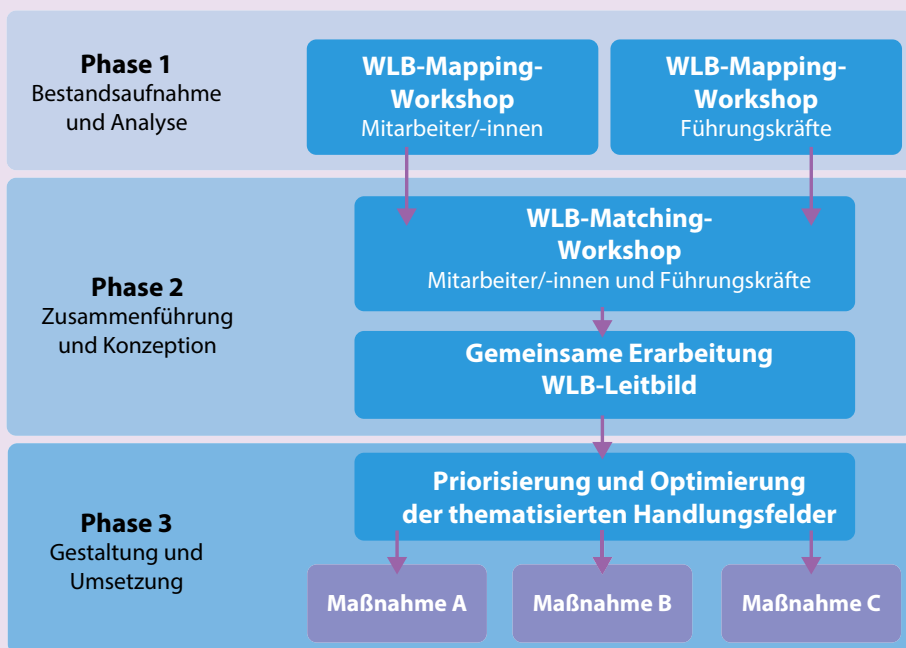 Phase 1
Bestandsaufnahme
und Analyse
WLB-Mapping-
Workshop
Mitarbeiter/-innen
WLB-Mapping-
Workshop
Führungskräfte
Phase 2
Zusammenführung
und Konzeption
WLB-Matching-
Workshop
Mitarbeiter/-innen und Führungskräfte
Gemeinsame Erarbeitung
WLB-Leitbild
Phase 3
Gestaltung und
Umsetzung
Priorisierung und Optimierung
der thematisierten Handlungsfelder
Maßnahme A
Maßnahme B
Maßnahme C